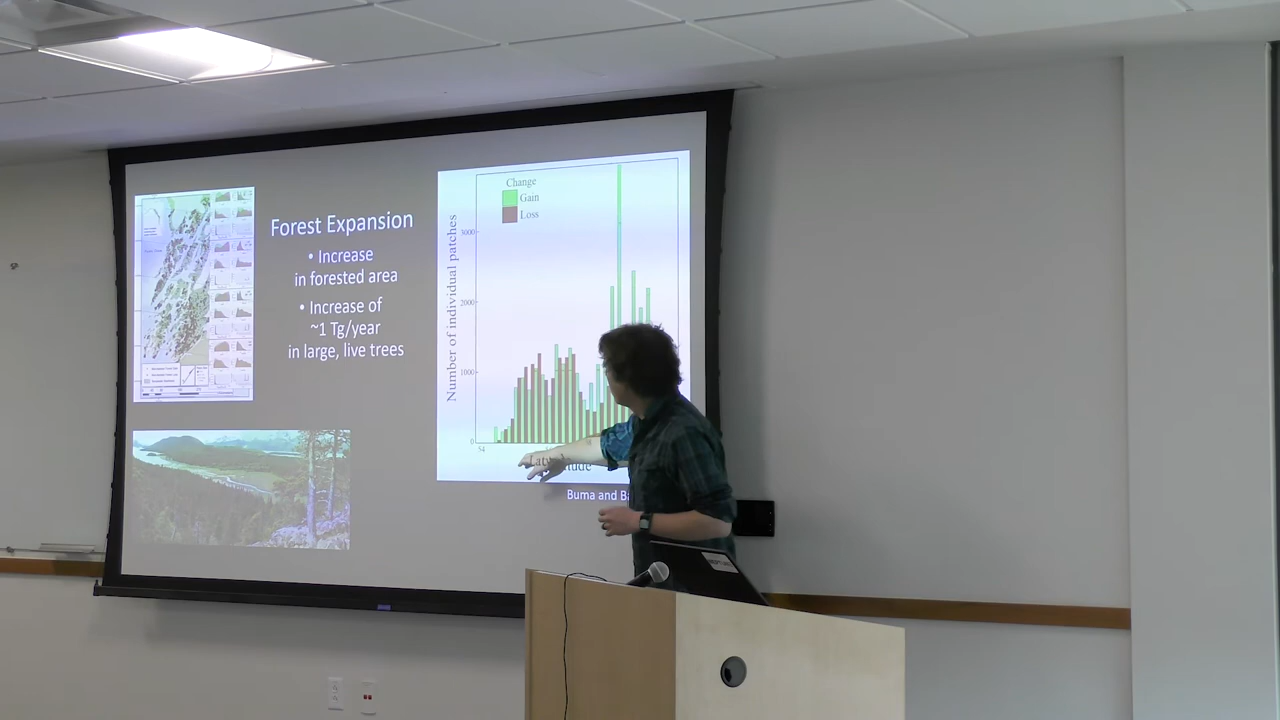 Forest Expansion
• Increase
in forested area
• Increase of
~1 Tg/year
in large, live trees
Change
Gain
Loss
Number of individual patches
3000
2000
1000
0
54
Buma and